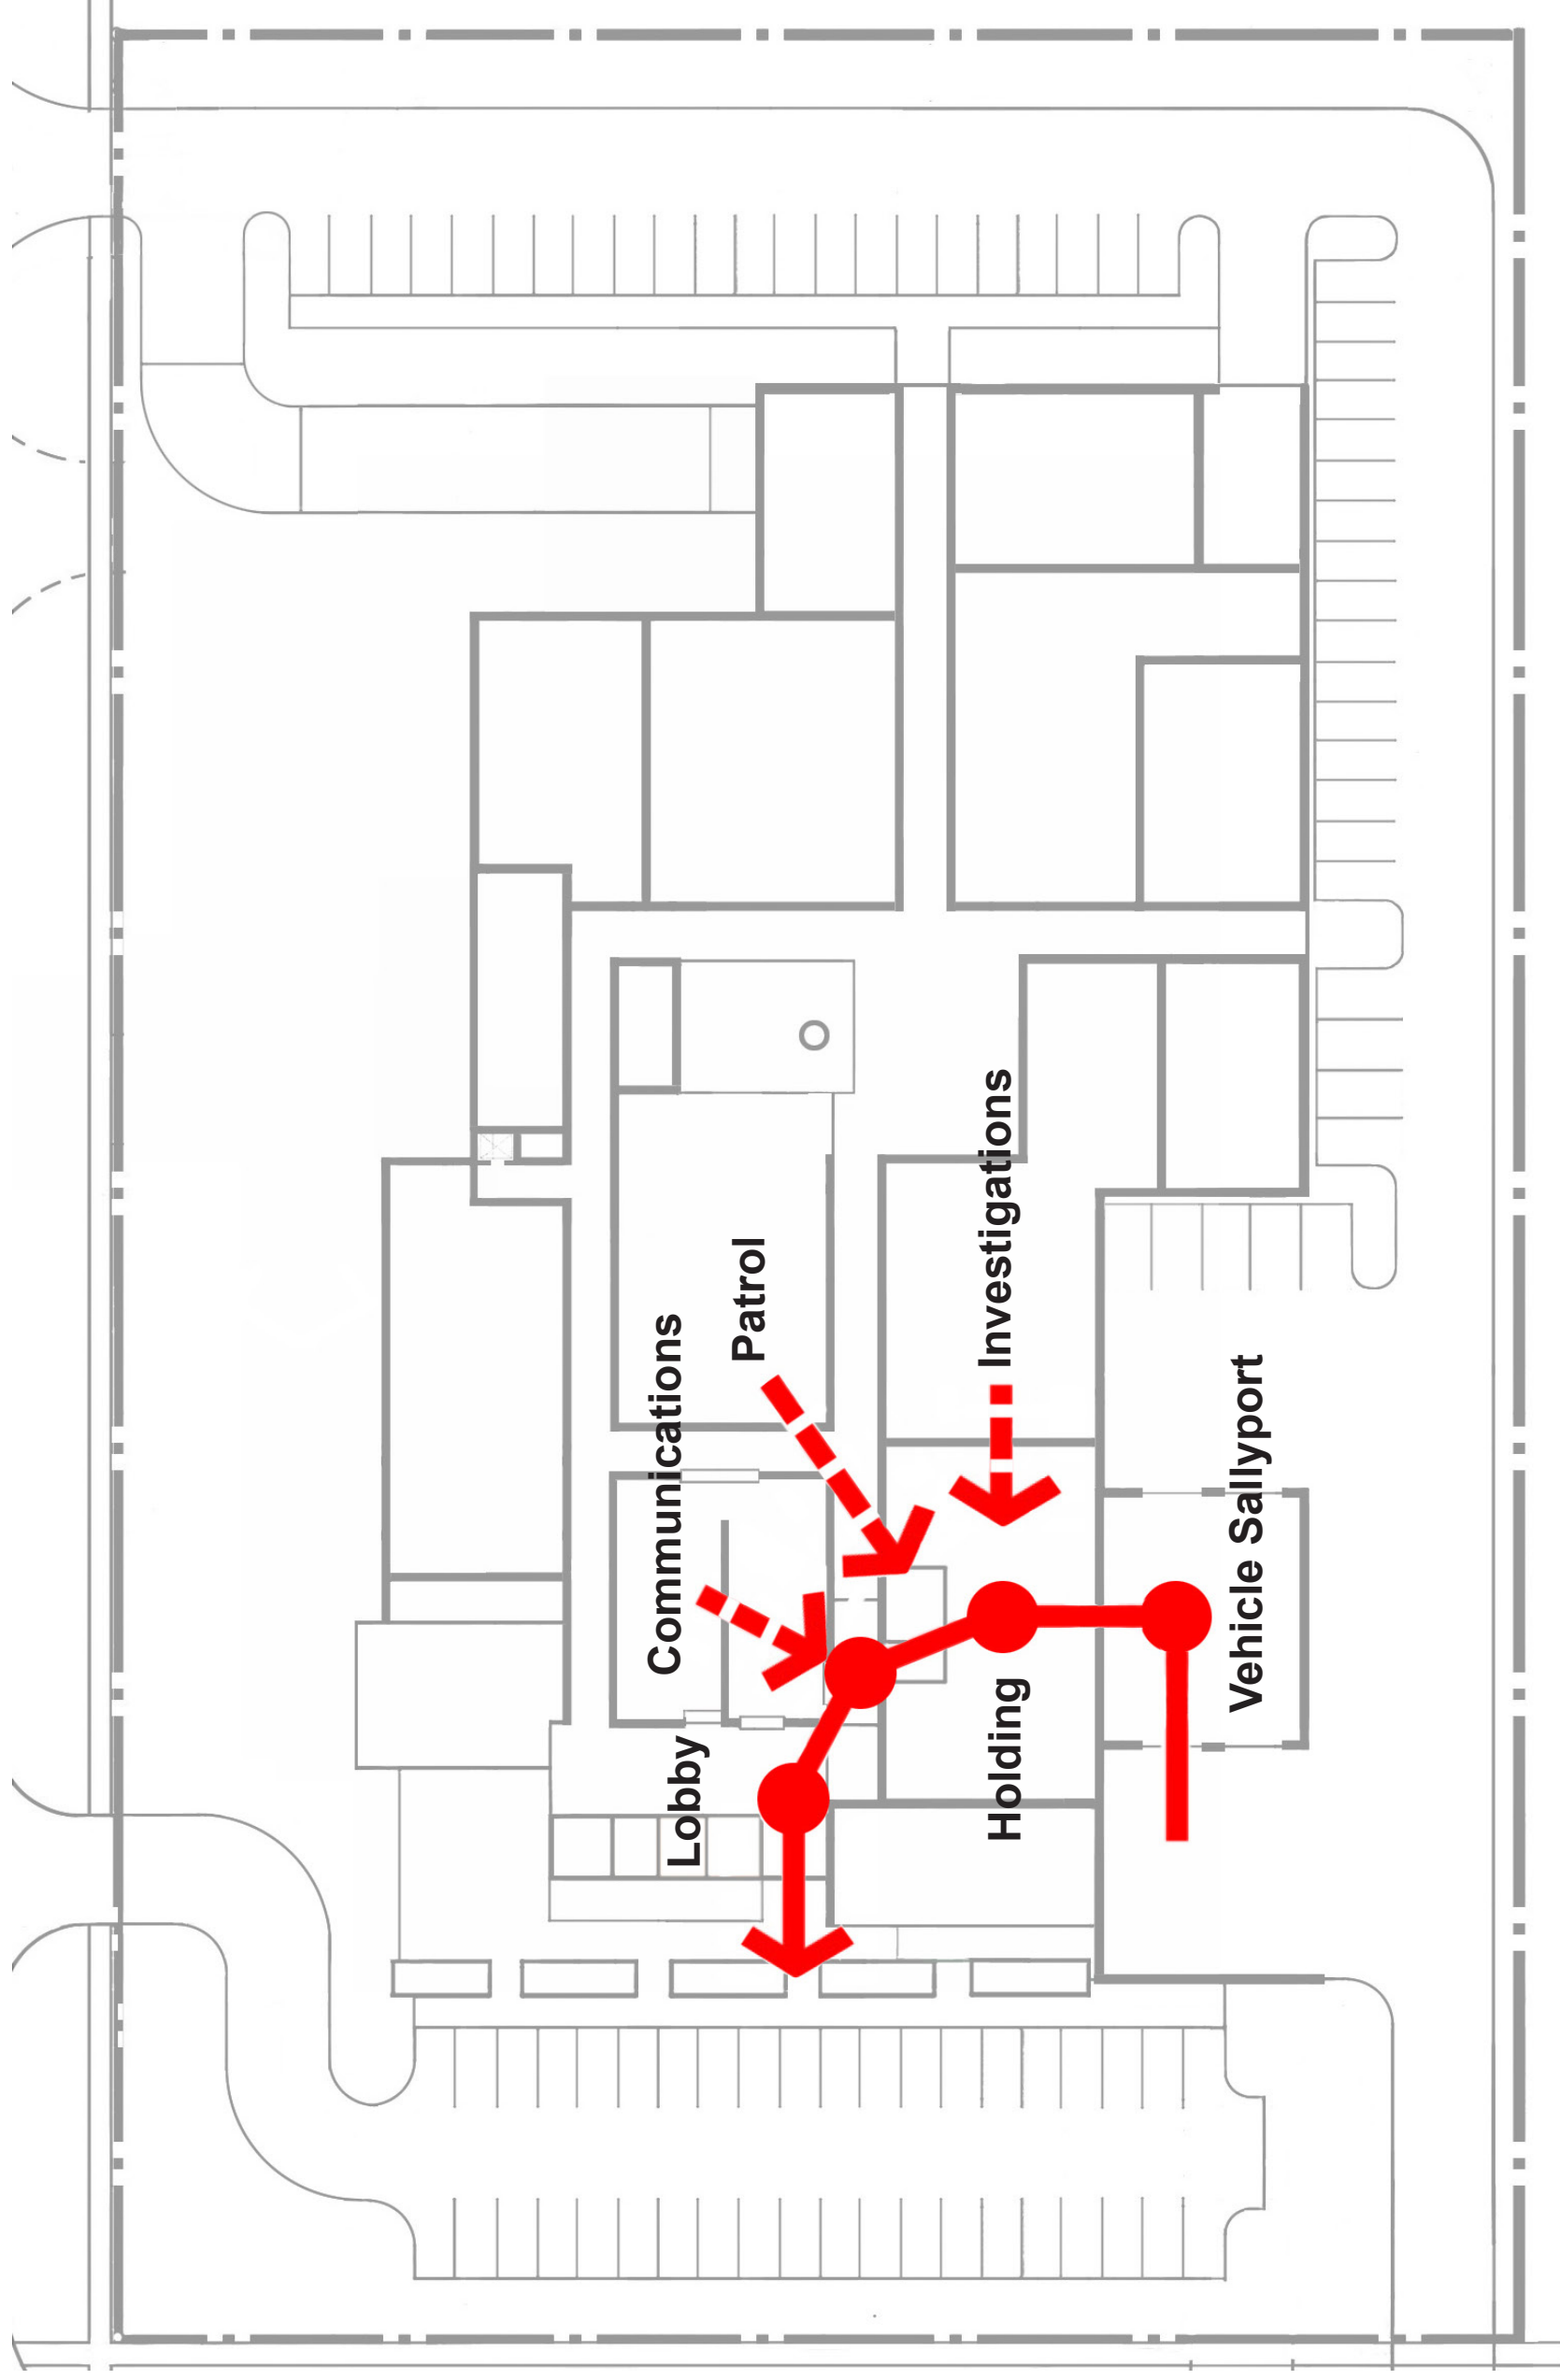 Lobby
Communications
Patrol
Holding
Investigations
Vehicle Sallyport